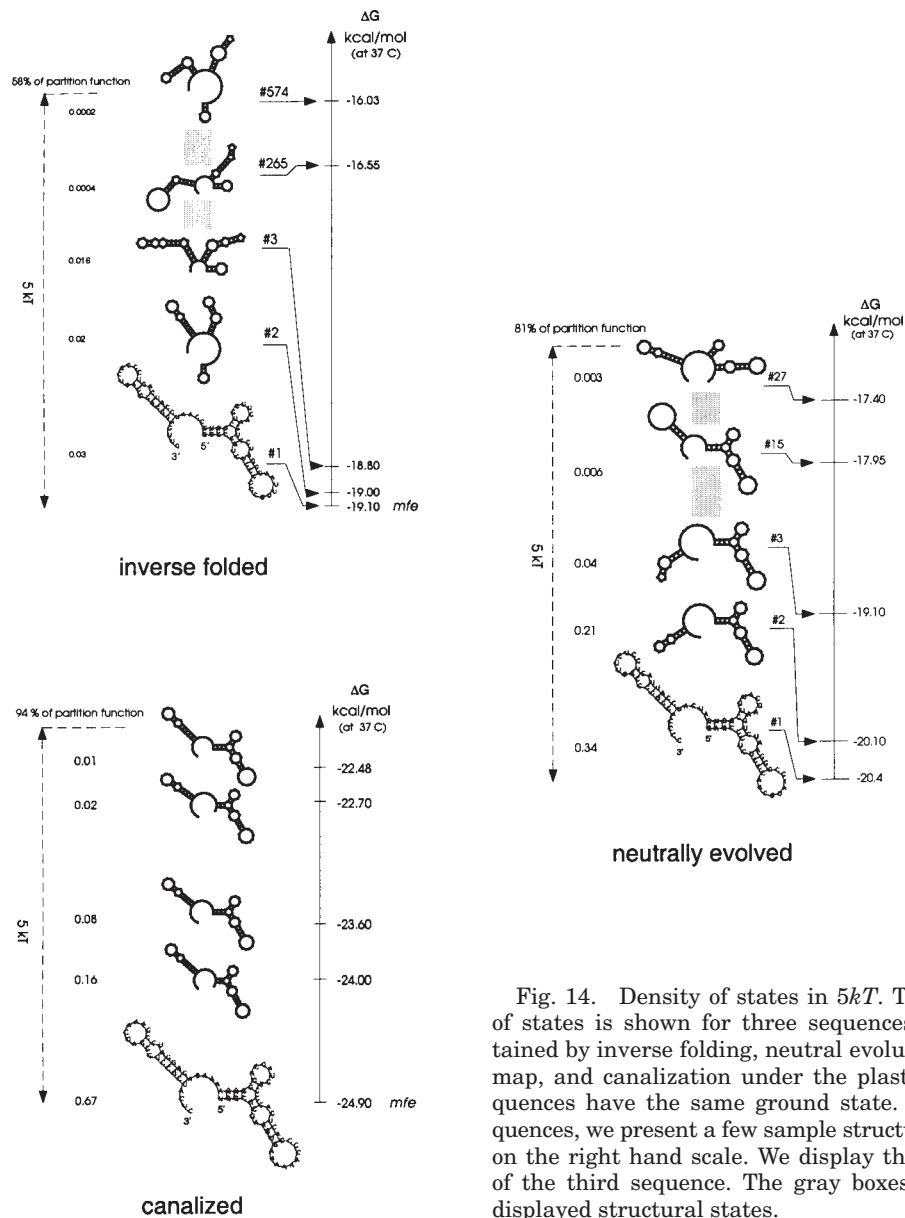 ΔG
kcal/mol
(at 37 C)
58% of partition function
#574
0.0002
-16.03
#265
-16.55
0.0004
#3
0.016
5 kT
#2
0.02
#1
0.03
3'
5'
-18.80
-19.00
-19.10 mfe
inverse folded
ΔG
kcal/mol
(at 37 C)
81% of partition function
0.003
#27
-17.40
#15
-17.95
0.006
5 kT
#3
0.04
-19.10
#2
0.21
#1
0.34
3'
5'
-20.10
-20.4
neutrally evolved
ΔG
kcal/mol
(at 37 C)
94 % of partition function
0.01
-22.48
0.02
-22.70
5 kT
0.08
-23.60
0.16
-24.00
0.67
3'
5'
-24.90 mfe
canalized
Fig. 14. Density of states in 5kT. T
of states is shown for three sequences
tained by inverse folding, neutral evolu
map, and canalization under the plast
quences have the same ground state.
quences, we present a few sample structu
on the right hand scale. We display th
of the third sequence. The gray boxes
displayed structural states.